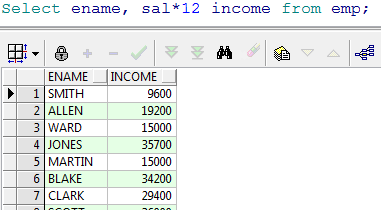 Select ename, sal*12 income from emp;
ENAME INCOME
1 SMITH 9600
2 ALLEN 19200
3 WARD 15000
4 JONES 35700
5 MARTIN 15000
6 BLAKE 34200
7 CLARK 29400